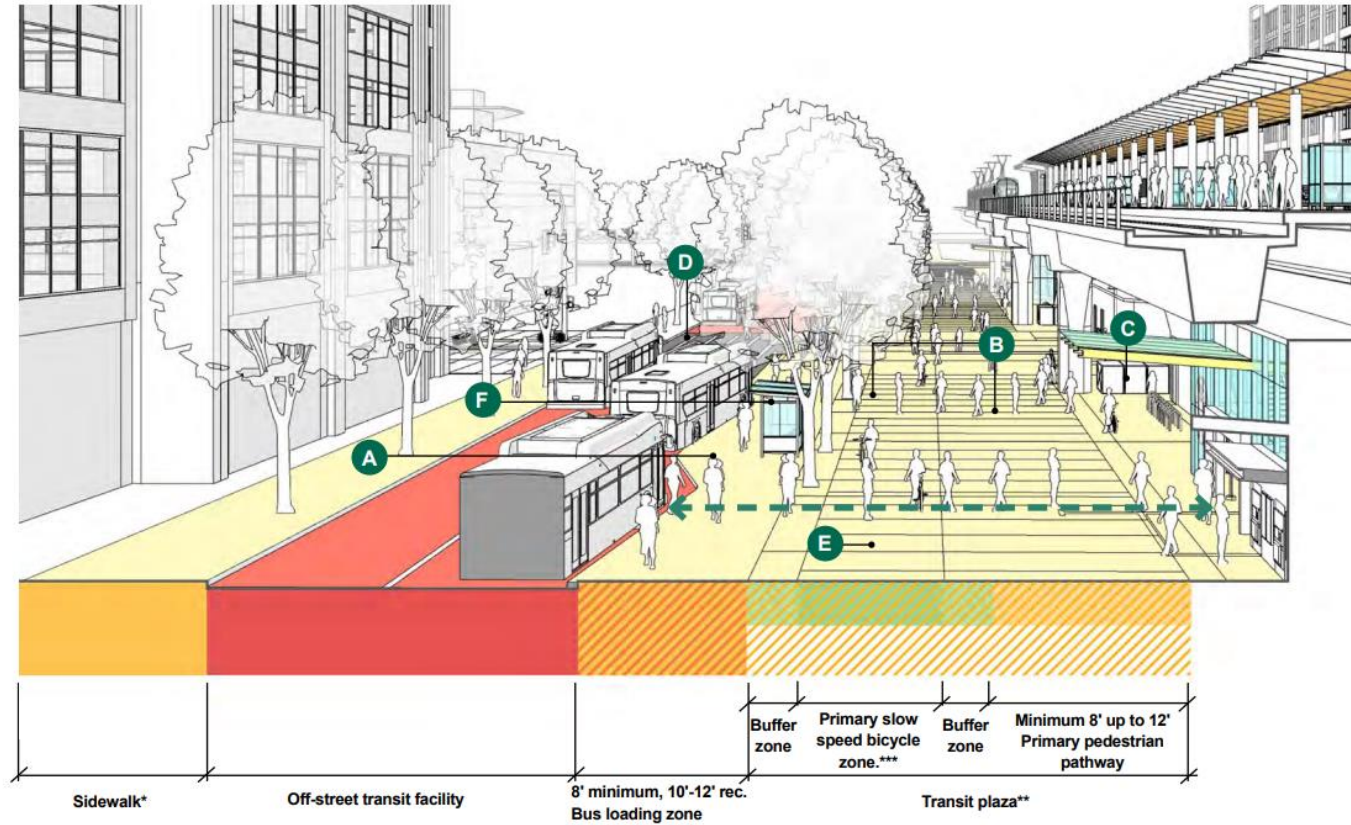 D
B
C
F
A
E
Buffer
zone
Primary slow
speed bicycle
zone.***
Buffer
zone
Minimum 8' up to 12'
Primary pedestrian
pathway
Sidewalk*
Off-street transit facility
8' minimum, 10'-12' rec.
Bus loading zone
Transit plaza**